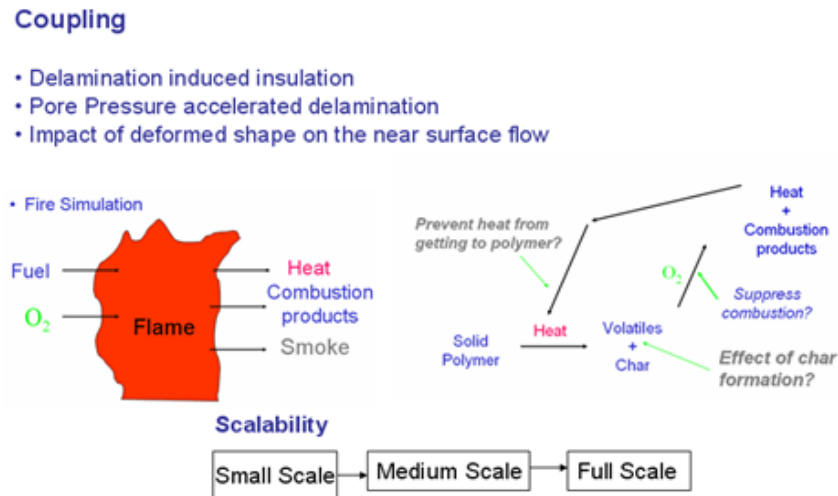 Coupling
• Delamination induced insulation
• Pore Pressure accelerated delamination
• Impact of deformed shape on the near surface flow
• Fire Simulation
Fuel
O₂
Flame
Heat
Combustion
products
Smoke
Prevent heat from
getting to polymer?
Heat
+
Combustion
products
O₂
Suppress
combustion?
Solid
Polymer
Heat
Volatiles
+
Char
Effect of char
formation?
Scalability
Small Scale
Medium Scale
Full Scale